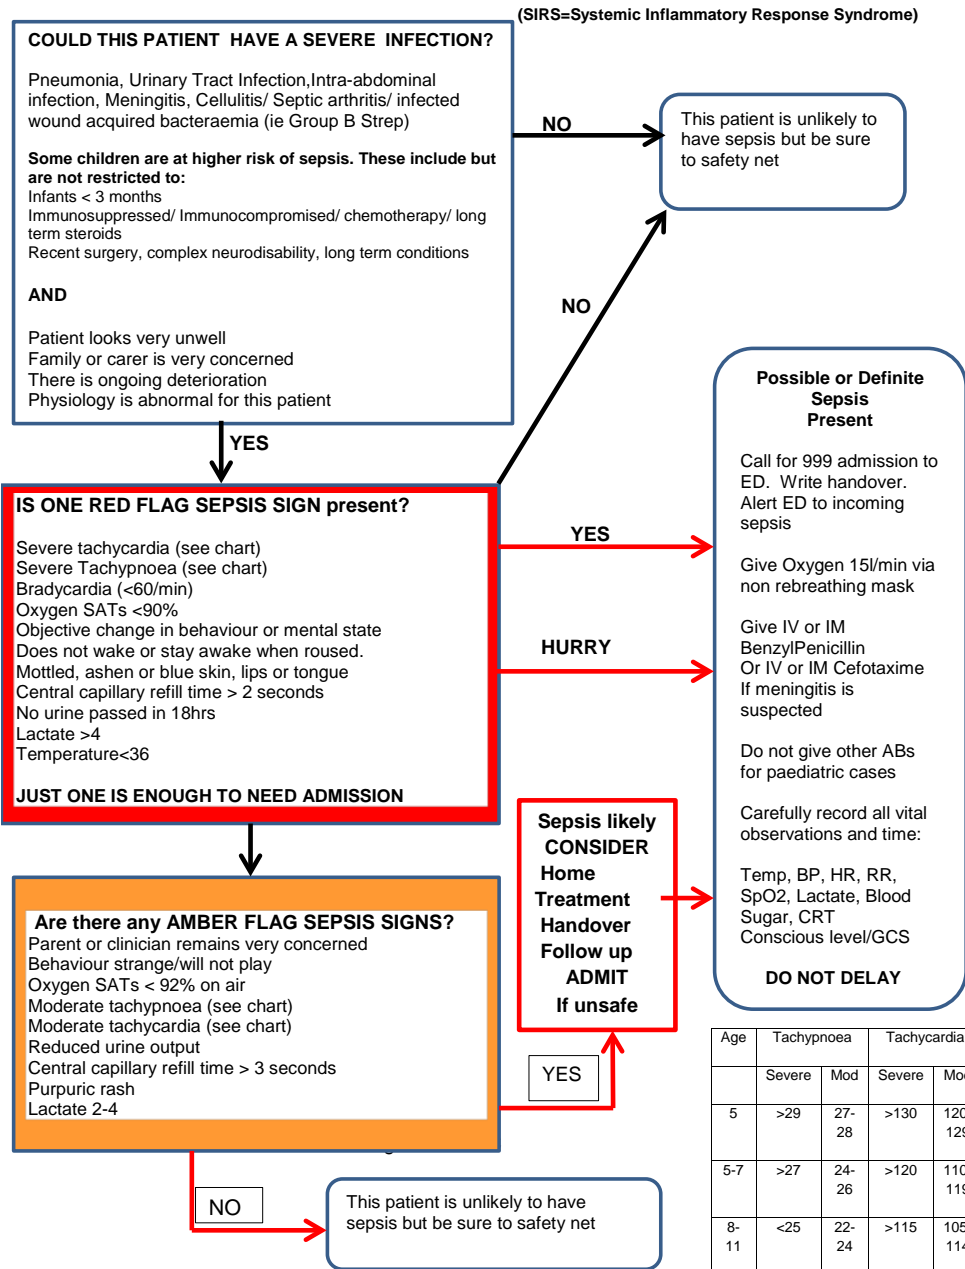 (SIRS=Systemic Inflammatory Response Syndrome)
COULD THIS PATIENT HAVE A SEVERE INFECTION?
Pneumonia, Urinary Tract Infection,Intra-abdominal
infection, Meningitis, Cellulitis/ Septic arthritis/ infected
wound acquired bacteraemia (ie Group B Strep)
Some children are at higher risk of sepsis. These include but
are not restricted to:
Infants < 3 months
Immunosuppressed/ Immunocompromised/ chemotherapy/ long
term steroids
Recent surgery, complex neurodisability, long term conditions
AND
Patient looks very unwell
Family or carer is very concerned
There is ongoing deterioration
Physiology is abnormal for this patient
NO
This patient is unlikely to
have sepsis but be sure
to safety net
NO
YES
IS ONE RED FLAG SEPSIS SIGN present?
Severe tachycardia (see chart)
Severe Tachypnoea (see chart)
Bradycardia (<60/min)
Oxygen SATs <90%
Objective change in behaviour or mental state
Does not wake or stay awake when roused.
Mottled, ashen or blue skin, lips or tongue
Central capillary refill time > 2 seconds
No urine passed in 18hrs
Lactate >4
Temperature<36
JUST ONE IS ENOUGH TO NEED ADMISSION
YES
HURRY
Possible or Definite
Sepsis
Present
Call for 999 admission to
ED. Write handover.
Alert ED to incoming
sepsis
Give Oxygen 15l/min via
non rebreathing mask
Give IV or IM
BenzylPenicillin
Or IV or IM Cefotaxime
If meningitis is
suspected
Do not give other ABs
for paediatric cases
Carefully record all vital
observations and time:
Temp, BP, HR, RR,
SpO2, Lactate, Blood
Sugar, CRT
Conscious level/GCS
DO NOT DELAY
Sepsis likely
CONSIDER
Home
Treatment
Handover
Follow up
ADMIT
If unsafe
Are there any AMBER FLAG SEPSIS SIGNS?
Parent or clinician remains very concerned
Behaviour strange/will not play
Oxygen SATs < 92% on air
Moderate tachypnoea (see chart)
Moderate tachycardia (see chart)
Reduced urine output
Central capillary refill time > 3 seconds
Purpuric rash
Lactate 2-4
YES
NO
This patient is unlikely to have
sepsis but be sure to safety net
Age Tachypnoea Tachycardia
Severe Mod Severe Mod
5 >29 27-28 >130 120-129
5-7 >27 24-26 >120 110-119
8-11 <25 22-24 >115 105-114